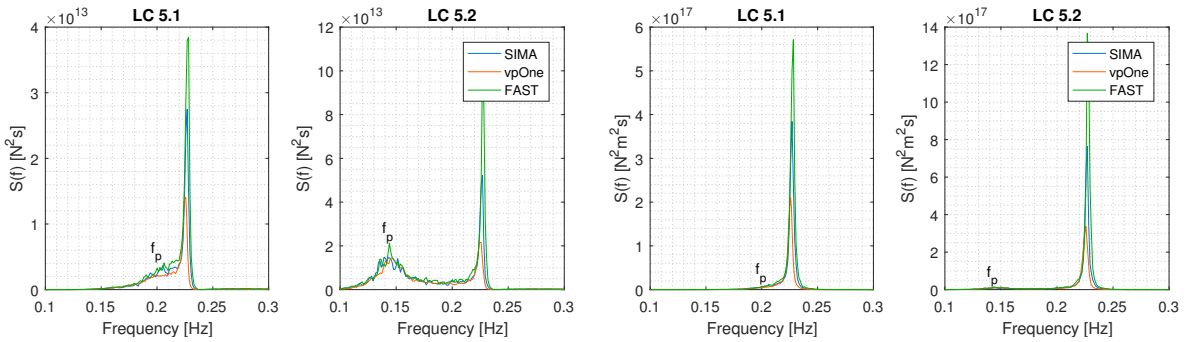 ×10^13 LC 5.1
4
3
2
1
0
0.1 0.15 0.2 0.25 0.3
S(f) [N^2s]
Frequency [Hz]
f_p
×10^13 LC 5.2
12
9
6
3
0
0.1 0.15 0.2 0.25 0.3
S(f) [N^2s]
Frequency [Hz]
f_p
SIMA
vpOne
FAST
×10^17 LC 5.1
6
5
4
3
2
1
0
0.1 0.15 0.2 0.25 0.3
S(f) [N^2m^2s]
Frequency [Hz]
f_p
×10^17 LC 5.2
14
12
10
8
6
4
2
0
0.1 0.15 0.2 0.25 0.3
S(f) [N^2m^2s]
Frequency [Hz]
f_p
SIMA
vpOne
FAST